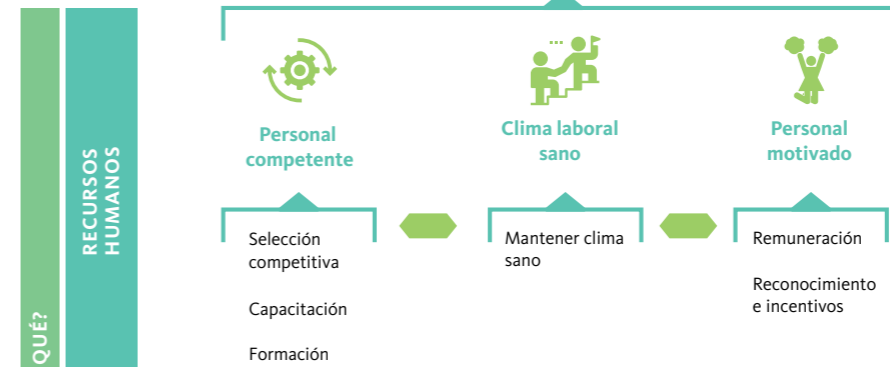 QUÉ?
RECURSOS
HUMANOS
Personal
competente
Clima laboral
sano
Personal
motivado
Selección
competitiva
Capacitación
Formación
Mantener clima
sano
Remuneración
Reconocimiento
e incentivos